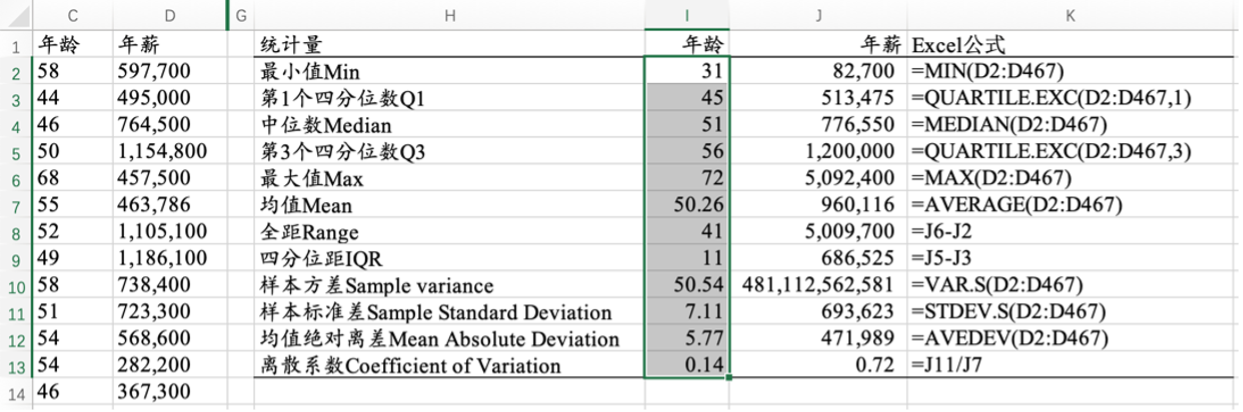 C D G H I J K
1 年龄 年薪 统计量 年龄 年薪 Excel公式
2 58 597,700 最小值Min 31 82,700 =MIN(D2:D467)
3 44 495,000 第1个四分位数Q1 45 513,475 =QUARTILE.EXC(D2:D467,1)
4 46 764,500 中位数Median 51 776,550 =MEDIAN(D2:D467)
5 50 1,154,800 第3个四分位数Q3 56 1,200,000 =QUARTILE.EXC(D2:D467,3)
6 68 457,500 最大值Max 72 5,092,400 =MAX(D2:D467)
7 55 463,786 均值Mean 50.26 960,116 =AVERAGE(D2:D467)
8 52 1,105,100 全距Range 41 5,009,700 =J6-J2
9 49 1,186,100 四分位距IQR 11 686,525 =J5-J3
10 58 738,400 样本方差Sample variance 50.54 481,112,562,581 =VAR.S(D2:D467)
11 51 723,300 样本标准差Sample Standard Deviation 7.11 693,623 =STDEV.S(D2:D467)
12 54 568,600 均值绝对离差Mean Absolute Deviation 5.77 471,989 =AVEDEV(D2:D467)
13 54 282,200 离散系数Coefficient of Variation 0.14 0.72 =J11/J7
14 46 367,300